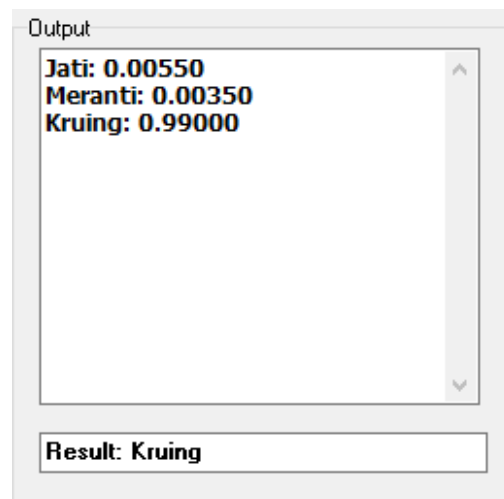 Output
Jati: 0.00550
Meranti: 0.00350
Kruing: 0.99000
Result: Kruing